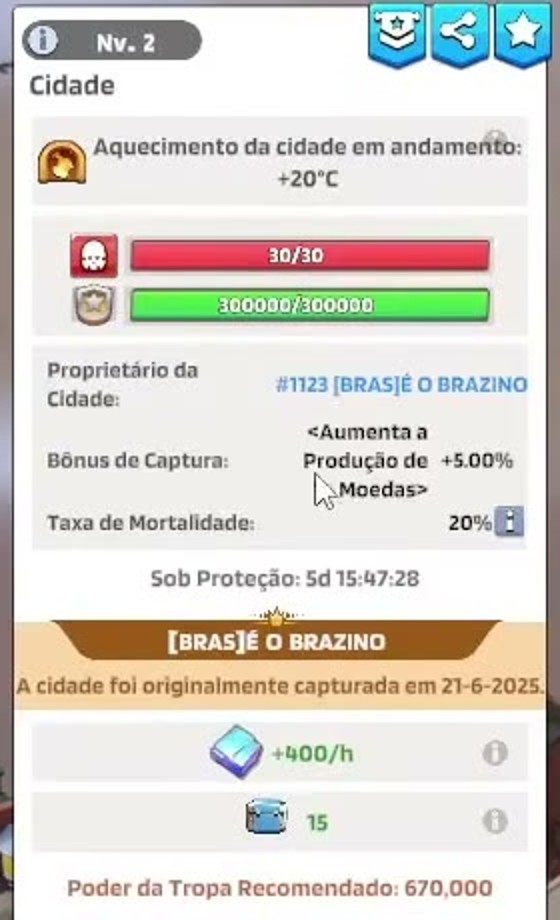 Nv. 2
Cidade
Aquecimento da cidade em andamento:
+20°C
30/30
300000/300000
Proprietário da
Cidade:
#1123 [BRAS]É O BRAZINO
<Aumenta a
Bônus de Captura: Produção de +5.00%
Moedas>
Taxa de Mortalidade: 20%
Sob Proteção: 5d 15:47:28
[BRAS]É O BRAZINO
A cidade foi originalmente capturada em 21-6-2025.
+400/h
15
Poder da Tropa Recomendado: 670,000